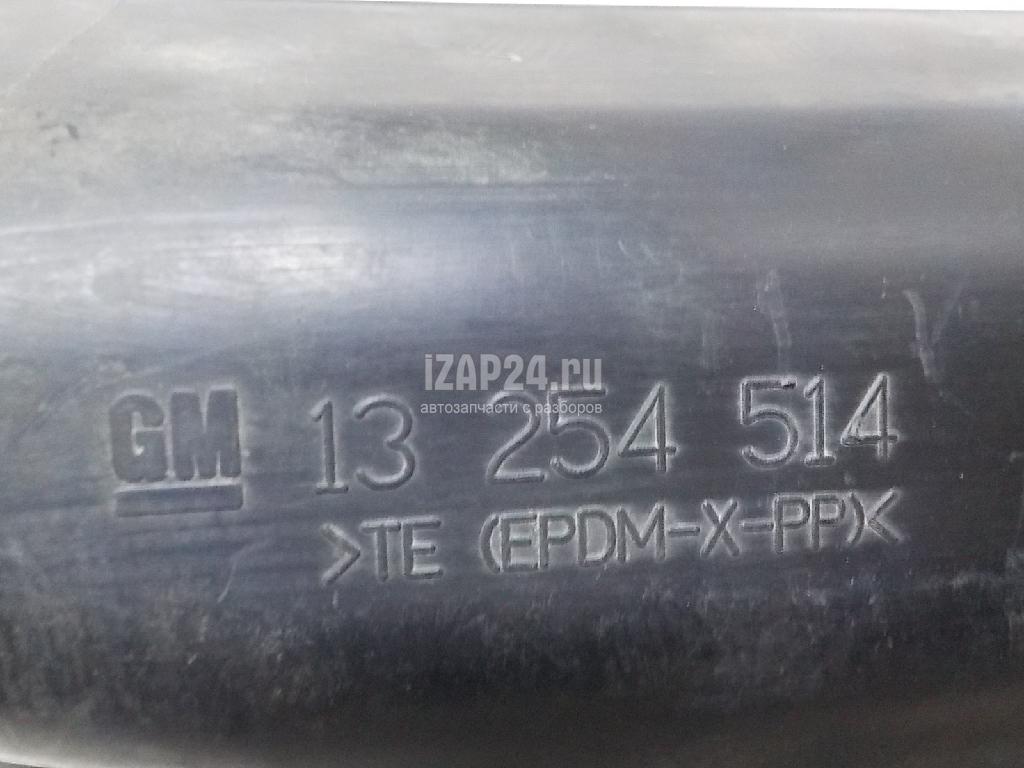 iZAP24.ru
автозапчасти с разборов
GM 13 254 514
>TE (EPDM-X-PP)<